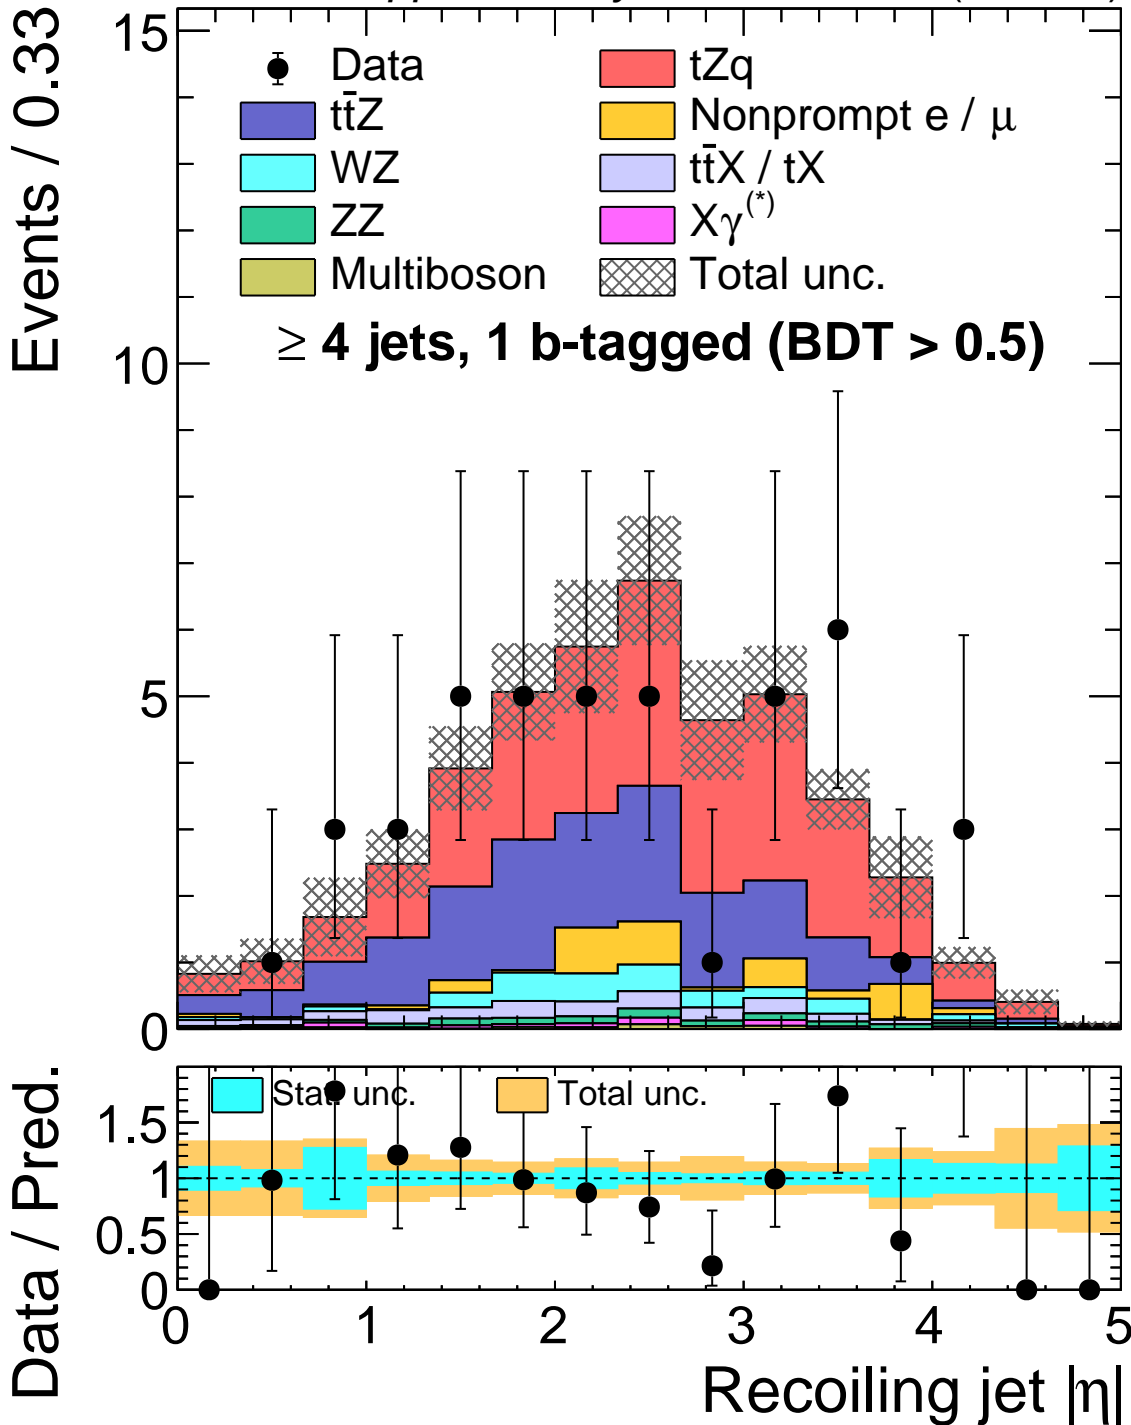 Events / 0.33
15
10
5
0
Data
tZq
tt̄Z
Nonprompt e / μ
WZ
tt̄X / tX
ZZ
Xγ(*)
Multiboson
Total unc.
≥ 4 jets, 1 b-tagged (BDT > 0.5)
Data / Pred.
1.5
1
0.5
0
Stat. unc.
Total unc.
0 1 2 3 4 5
Recoiling jet |η|